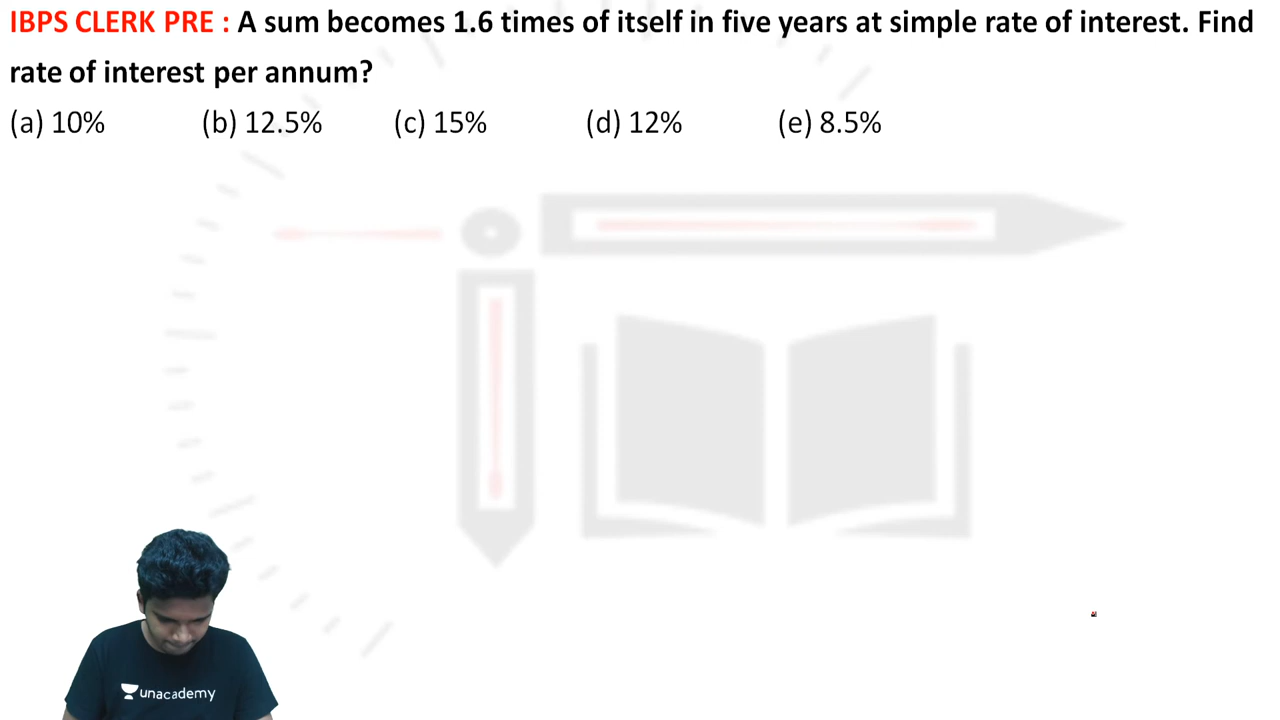 IBPS CLERK PRE : A sum becomes 1.6 times of itself in five years at simple rate of interest. Find
rate of interest per annum?
(a) 10% (b) 12.5% (c) 15% (d) 12% (e) 8.5%
unacademy